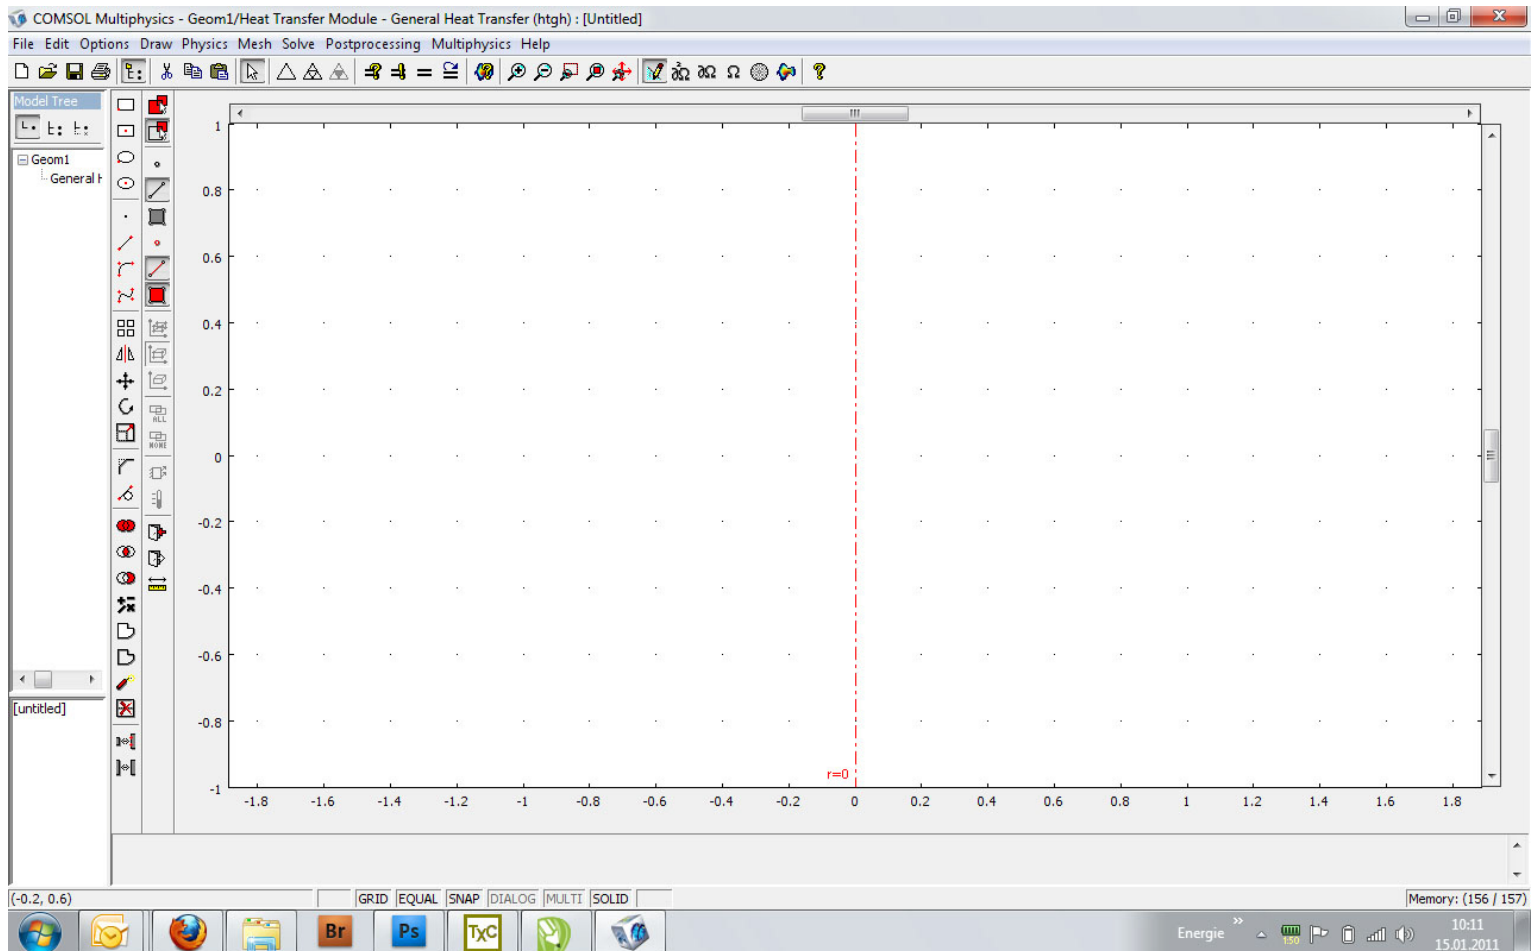 COMSOL Multiphysics - Geom1/Heat Transfer Module - General Heat Transfer (htgh) : [Untitled]
File Edit Options Draw Physics Mesh Solve Postprocessing Multiphysics Help
Model Tree
Geom1
General H
[untitled]
ALL
NONE
1
0.8
0.6
0.4
0.2
0
-0.2
-0.4
-0.6
-0.8
-1
r=0
-1.8 -1.6 -1.4 -1.2 -1 -0.8 -0.6 -0.4 -0.2 0 0.2 0.4 0.6 0.8 1 1.2 1.4 1.6 1.8
(-0.2, 0.6) GRID EQUAL SNAP DIALOG MULTI SOLID Memory: (156 / 157)
Br Ps TxC Energie 1:50 10:11
15.01.2011